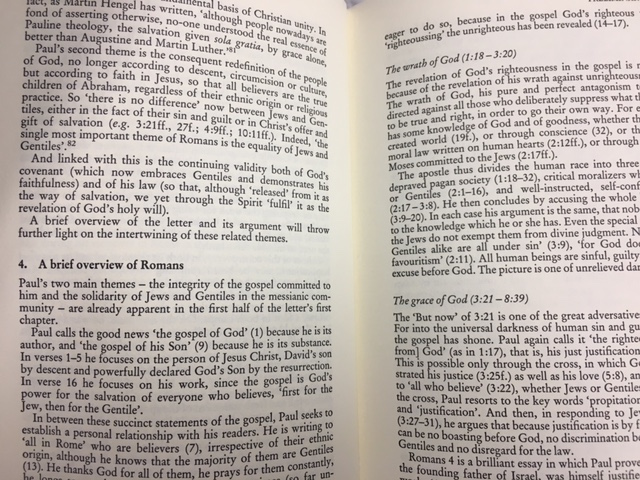 damental basis of Christian unity. In
fact, as Martin Hengel has written, 'although people nowadays are
fond of asserting otherwise, no-one understood the real essence of
Pauline theology, the salvation given sola gratia, by grace alone,
better than Augustine and Martin Luther.'81
Paul's second theme is the consequent redefinition of the people
of God, no longer according to descent, circumcision or culture,
but according to faith in Jesus, so that all believers are the true
children of Abraham, regardless of their ethnic origin or religious
practice. So 'there is no difference' now between Jews and Gen-
tiles, either in the fact of their sin and guilt or in Christ's offer and
gift of salvation (e.g. 3:21ff., 27f.; 4:9ff.; 10:11ff.). Indeed, 'the
single most important theme of Romans is the equality of Jews and
Gentiles'.82
And linked with this is the continuing validity both of God's
covenant (which now embraces Gentiles and demonstrates his
faithfulness) and of his law (so that, although 'released' from it as
the way of salvation, we yet through the Spirit 'fulfil' it as the
revelation of God's holy will).
A brief overview of the letter and its argument will throw
further light on the intertwining of these related themes.
4. A brief overview of Romans
Paul's two main themes – the integrity of the gospel committed to
him and the solidarity of Jews and Gentiles in the messianic com-
munity – are already apparent in the first half of the letter's first
chapter.
Paul calls the good news 'the gospel of God' (1) because he is its
author, and 'the gospel of his Son' (9) because he is its substance.
In verses 1–5 he focuses on the person of Jesus Christ, David's son
by descent and powerfully declared God's Son by the resurrection.
In verse 16 he focuses on his work, since the gospel is God's
power for the salvation of everyone who believes, 'first for the
Jew, then for the Gentile'.
In between these succinct statements of the gospel, Paul seeks to
establish a personal relationship with his readers. He is writing to
'all in Rome' who are believers (7), irrespective of their ethnic
origin, although he knows that the majority of them are Gentiles
(13). He thanks God for all of them, he prays for them constantly,
he longs to see them
eager to do so, because in the gospel God's righteous
'righteoussing' the unrighteous has been revealed (14–17).
The wrath of God (1:18 – 3:20)
The revelation of God's righteousness in the gospel is
because of the revelation of his wrath against unrighteous
The wrath of God, his pure and perfect antagonism
directed against all those who deliberately suppress what
to be true and right, in order to go their own way. For
has some knowledge of God and of goodness, whether
created world (19f.), or through conscience (32), or
moral law written on human hearts (2:12ff.), or through
Moses committed to the Jews (2:17ff.).
The apostle thus divides the human race into three
depraved pagan society (1:18–32), critical moralizers
or Gentiles (2:1–16), and well-instructed, self-con
(2:17 – 3:8). He then concludes by accusing the whole
(3:9–20). In each case his argument is the same, that
to the knowledge which he or she has. Even the special
the Jews do not exempt them from divine judgment.
Gentiles alike are all under sin' (3:9), 'for God
favouritism' (2:11). All human beings are sinful, guilty
excuse before God. The picture is one of unrelieved
The grace of God (3:21 – 8:39)
The 'But now' of 3:21 is one of the great adversative
For into the universal darkness of human sin and
the gospel has shone. Paul again calls it 'the righte
from] God' (as in 1:17), that is, his just justification
This is possible only through the cross, in which
strated his justice (3:25f.) as well as his love (5:8), and
to 'all who believe' (3:22), whether Jews or Gentile
the cross, Paul resorts to the key words 'propitation
and 'justification'. And then, in responding to
(3:27–31), he argues that because justification is by
can be no boasting before God, no discrimination
Gentiles and no disregard for the law.
Romans 4 is a brilliant essay in which Paul prove
the founding father of Israel, was himself justifie